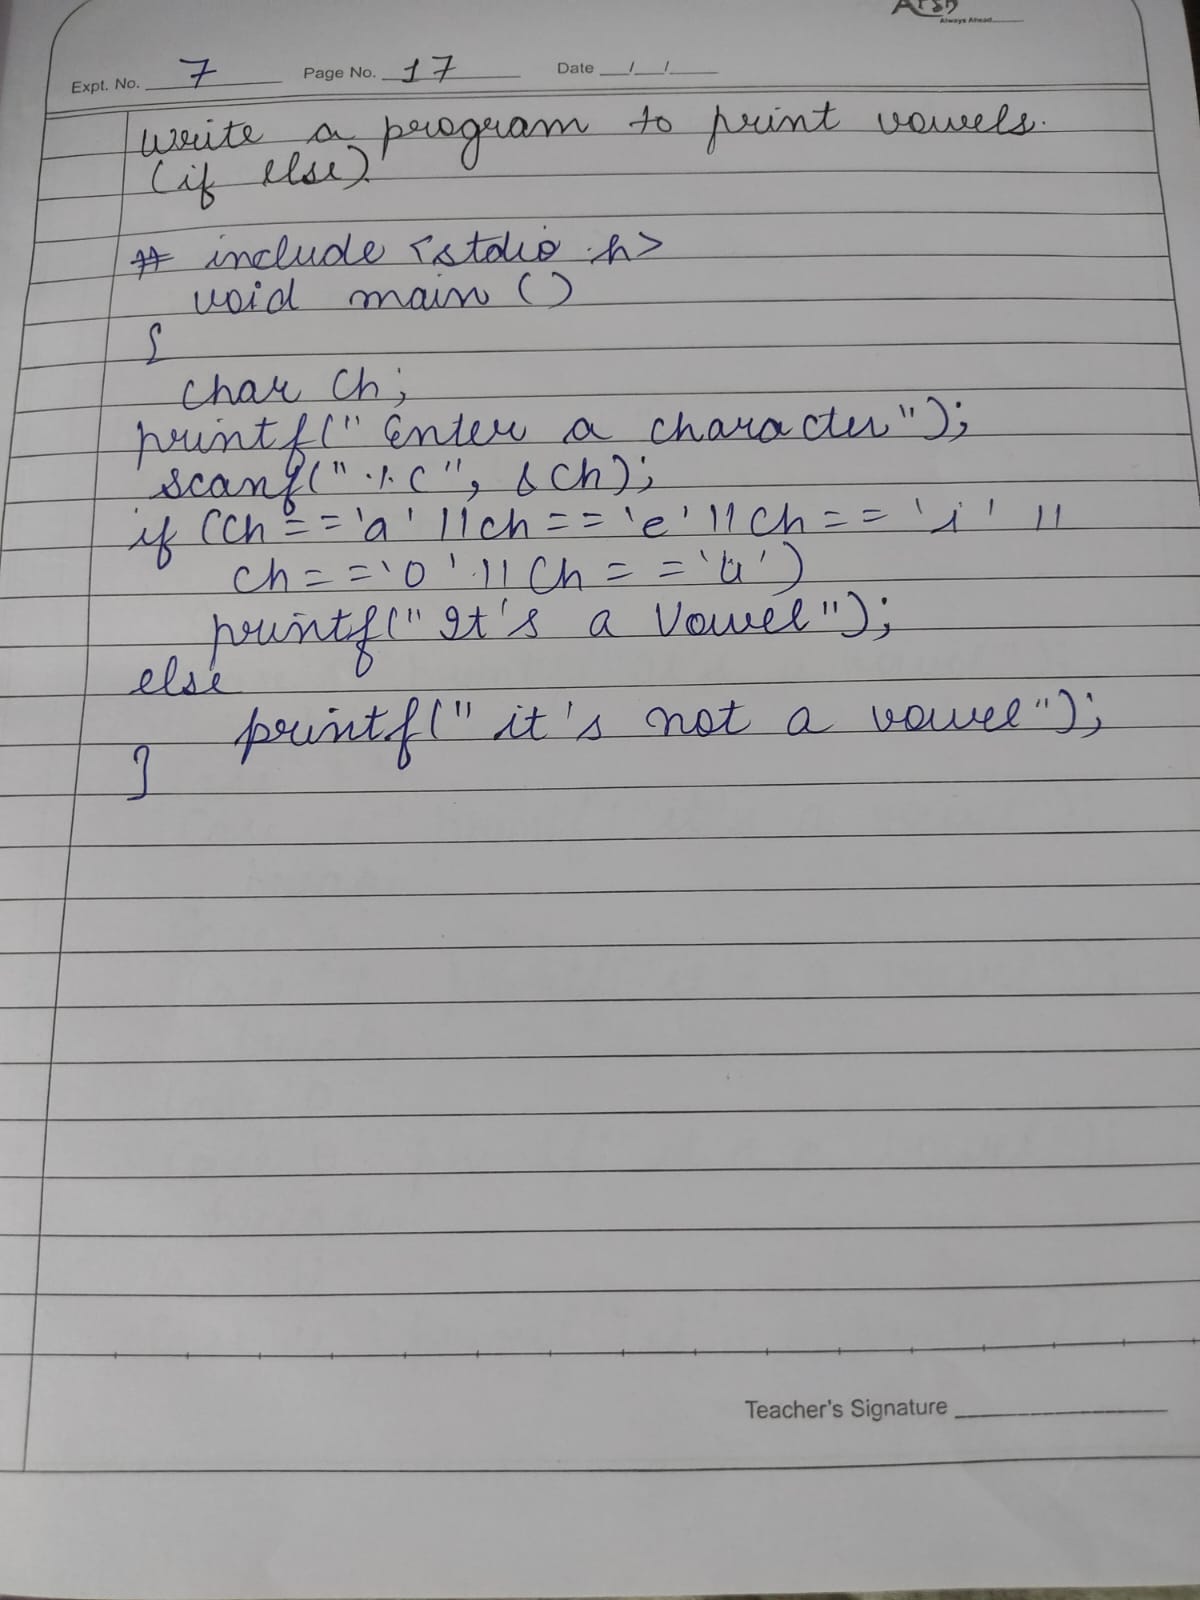 Arsh
Always Ahead
Expt. No. 7 Page No. 17 Date / /
Write a program to print vowels.
(if else)
# include <stdio.h>
void main ()
{
char ch;
printf(" Enter a character");
scanf("%c", &ch);
if (ch == 'a' || ch == 'e' || ch == 'i' ||
ch == 'o' || ch == 'u')
printf(" It's a Vowel");
else
printf(" it's not a vowel");
}
Teacher's Signature